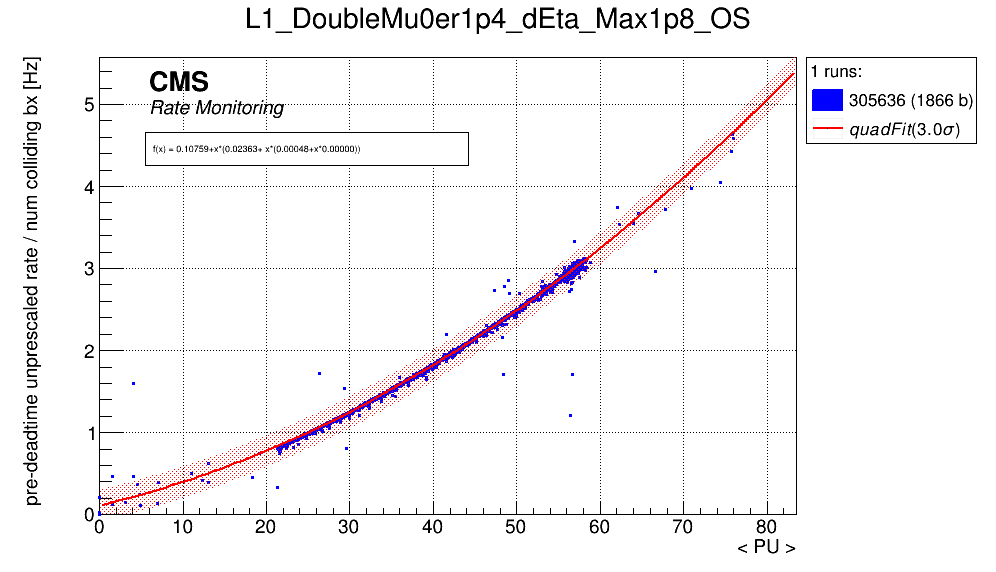 L1_DoubleMu0er1p4_dEta_Max1p8_OS
pre-deadtime unprescaled rate / num colliding bx [Hz]
CMS
Rate Monitoring
f(x) = 0.10759+x*(0.02363+ x*(0.00048+x*0.00000))
1 runs:
305636 (1866 b)
quadFit(3.0σ)
5
4
3
2
1
0
0 10 20 30 40 50 60 70 80
< PU >